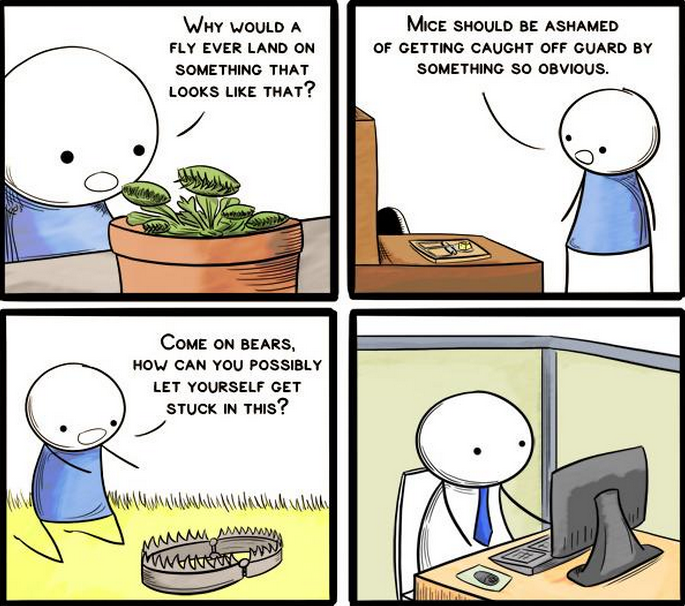 Why would a
fly ever land on
something that
looks like that?
Mice should be ashamed
of getting caught off guard by
something so obvious.
Come on bears,
how can you possibly
let yourself get
stuck in this?